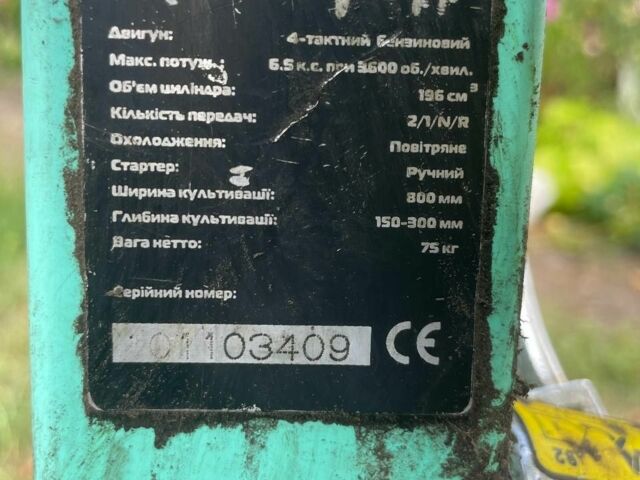 Двигун: 4-тактний бензиновий
Макс. потуж.: 6.5 к.с. при 3600 об./хвил.
Об'єм циліндра: 196 см³
Кількість передач: 2/1/N/R
Охолодження: Повітряне
Стартер: Ручний
Ширина культивації: 800 мм
Глибина культивації: 150-300 мм
Вага нетто: 75 кг
Серійний номер:
01103409 CE